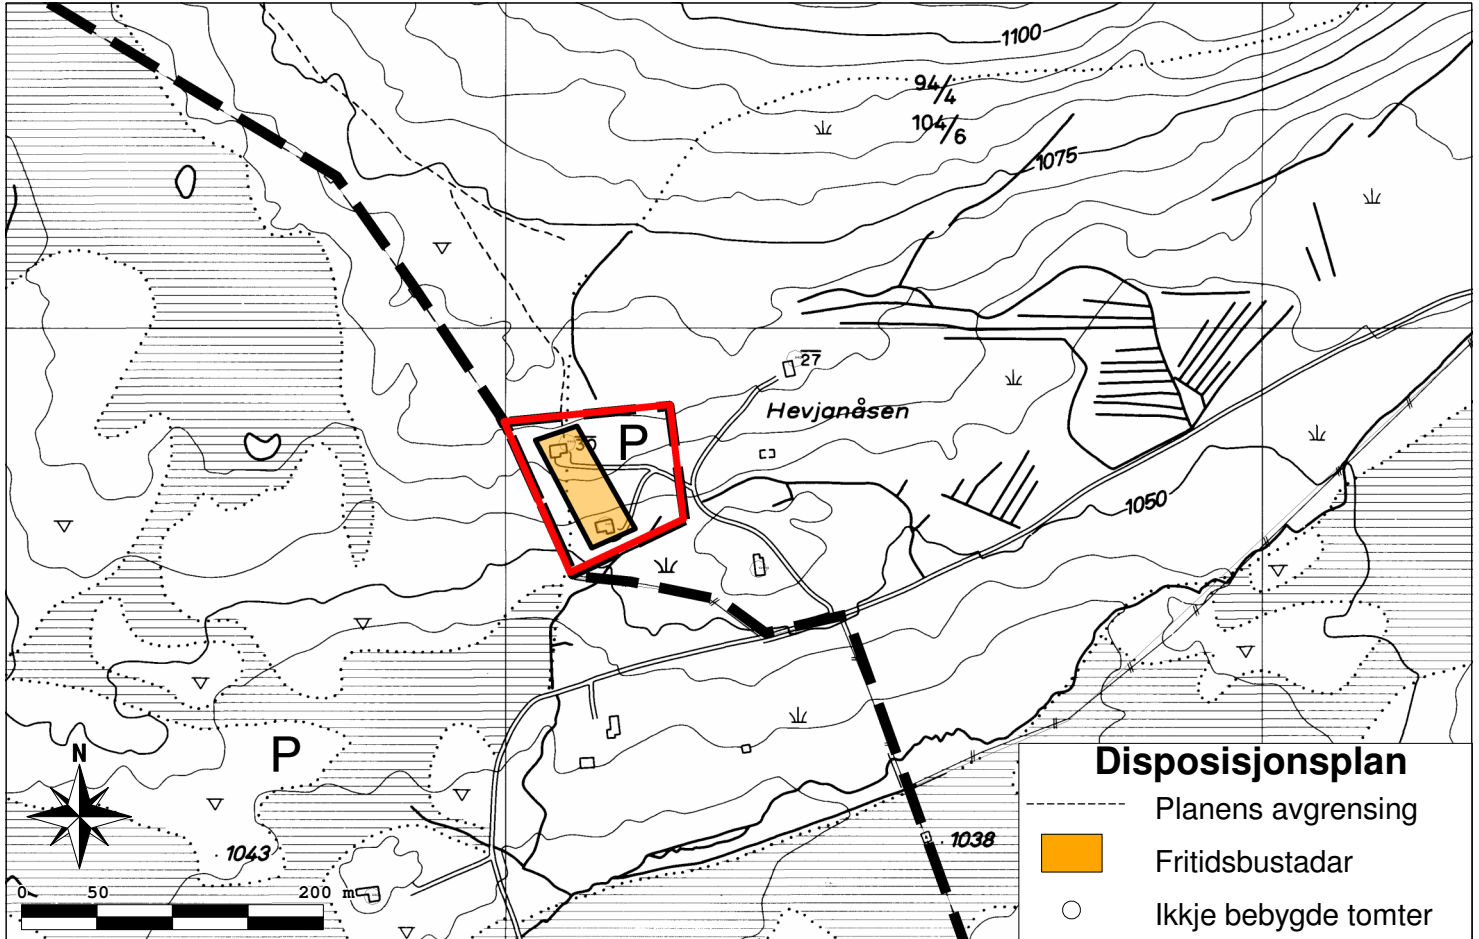 1100
94/4
104/6
1075
27
Hevjanåsen
P
1050
P
N
Disposisjonsplan
Planens avgrensing
1043
1038
Fritidsbustadar
0 50 200 m
Ikkje bebygde tomter